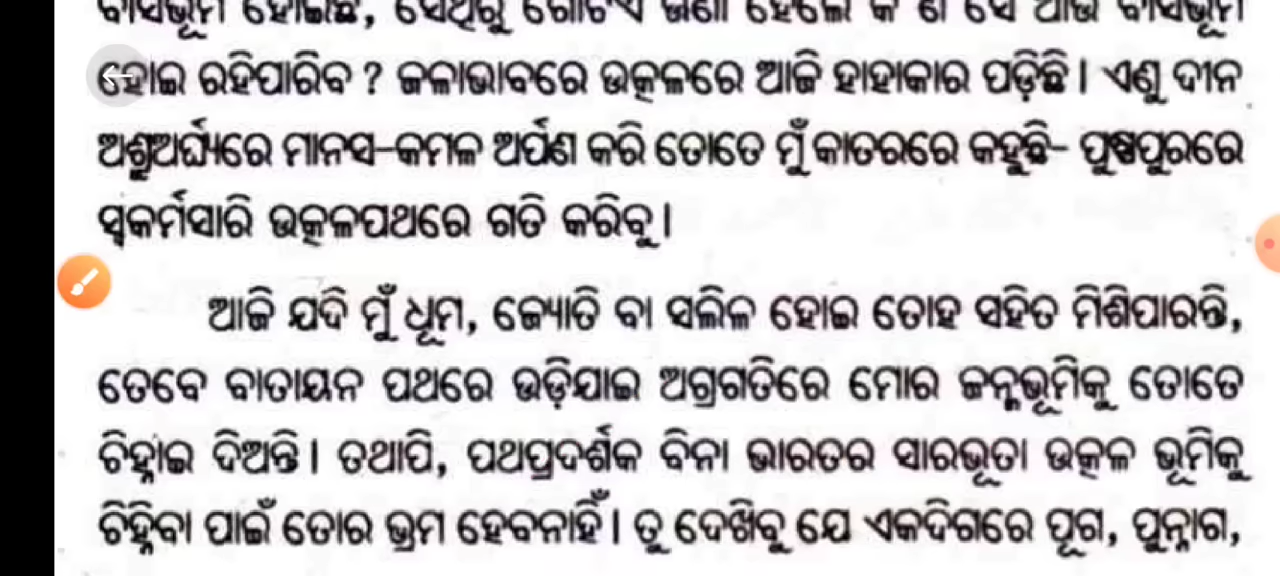 ହୋଇ ରହିପାରିବ ? ଜଳାଭାବରେ ଉତ୍କଳରେ ଆଜି ହାହାକାର ପଡ଼ିଛି । ଏଣୁ ଦୀନ
ଅଶ୍ରୁଅର୍ଘ୍ୟରେ ମାନସ-କମଳ ଅର୍ପଣ କରି ତୋତେ ମୁଁ କାତରରେ କହୁଛି- ପୁଷ୍ପପୁରରେ
ସ୍ୱକର୍ମସାରି ଉତ୍କଳପଥରେ ଗତି କରିବୁ ।
ଆଜି ଯଦି ମୁଁ ଧୂମ, ଜ୍ୟୋତି ବା ସଲିଳ ହୋଇ ତୋହ ସହିତ ମିଶିପାରନ୍ତି,
ତେବେ ବାତାୟନ ପଥରେ ଉଡ଼ିଯାଇ ଅଗ୍ରଗତିରେ ମୋର ଜନ୍ମଭୂମିକୁ ତୋତେ
ଚିହ୍ନାଇ ଦିଅନ୍ତି । ତଥାପି, ପଥପ୍ରଦର୍ଶକ ବିନା ଭାରତର ସାରଭୂତା ଉତ୍କଳ ଭୂମିକୁ
ଚିହ୍ନିବା ପାଇଁ ତୋର ଭ୍ରମ ହେବନାହିଁ । ତୁ ଦେଖିବୁ ଯେ ଏକଦିଗରେ ପୂଗ, ପୁନ୍ନାଗ,